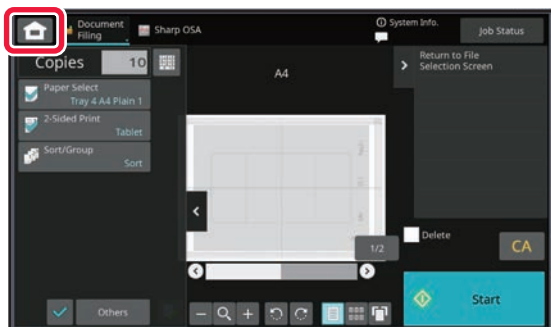 Document
Filing
Sharp OSA
System Info.
Job Status
Copies
10
A4
Return to File
Selection Screen
Paper Select
Tray 4 A4 Plain 1
2-Sided Print
Tablet
Sort/Group
Sort
1/2
Delete
CA
Others
Start